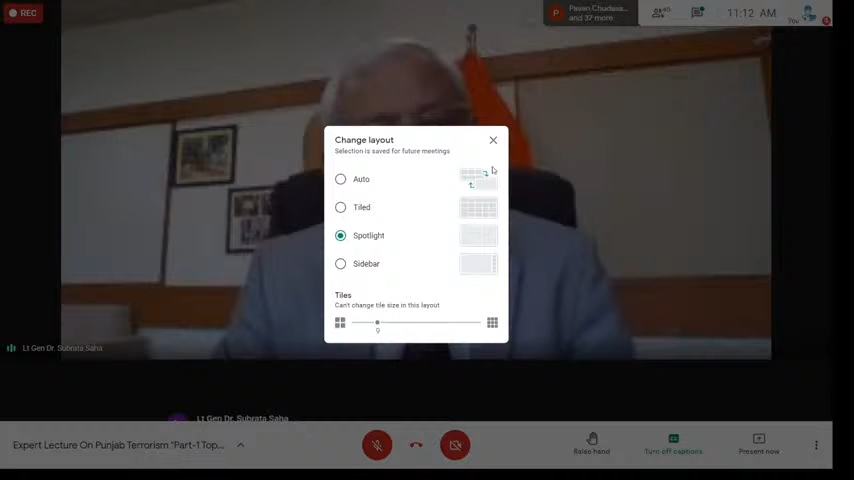 REC
P
Pavan Chudasa...
and 37 more
11:12 AM
You
Change layout
Selection is saved for future meetings
Auto
Tiled
Spotlight
Sidebar
Tiles
Can't change tile size in this layout
9
Lt Gen Dr. Subrata Saha
Lt Gen Dr. Subrata Saha
Expert Lecture On Punjab Terrorism "Part-1 Top...
Raise hand
Turn off captions
Present now